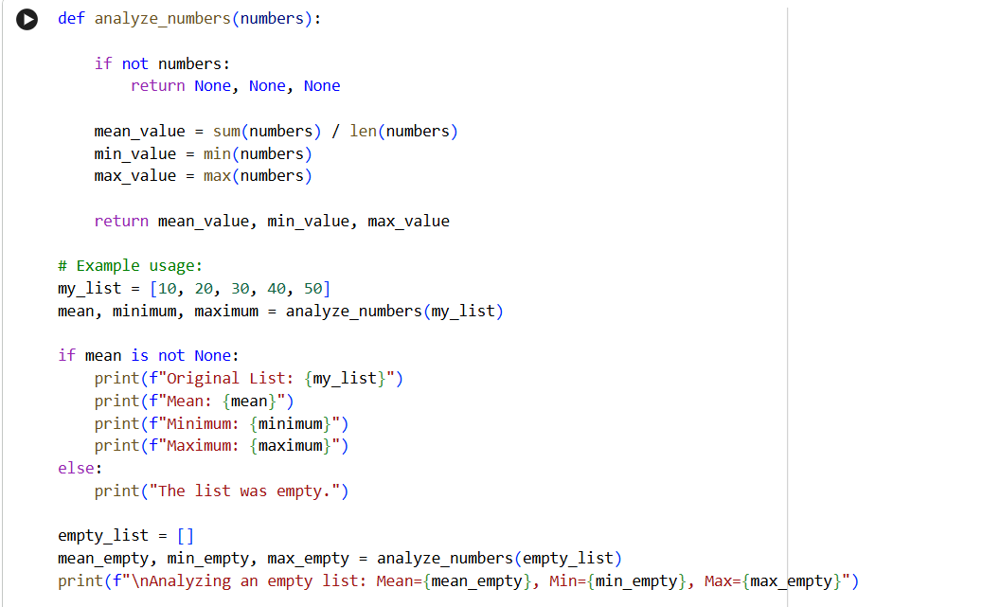 def analyze_numbers(numbers):
    if not numbers:
        return None, None, None
    mean_value = sum(numbers) / len(numbers)
    min_value = min(numbers)
    max_value = max(numbers)
    return mean_value, min_value, max_value
# Example usage:
my_list = [10, 20, 30, 40, 50]
mean, minimum, maximum = analyze_numbers(my_list)
if mean is not None:
    print(f"Original List: {my_list}")
    print(f"Mean: {mean}")
    print(f"Minimum: {minimum}")
    print(f"Maximum: {maximum}")
else:
    print("The list was empty.")
empty_list = []
mean_empty, min_empty, max_empty = analyze_numbers(empty_list)
print(f"\nAnalyzing an empty list: Mean={mean_empty}, Min={min_empty}, Max={max_empty}")